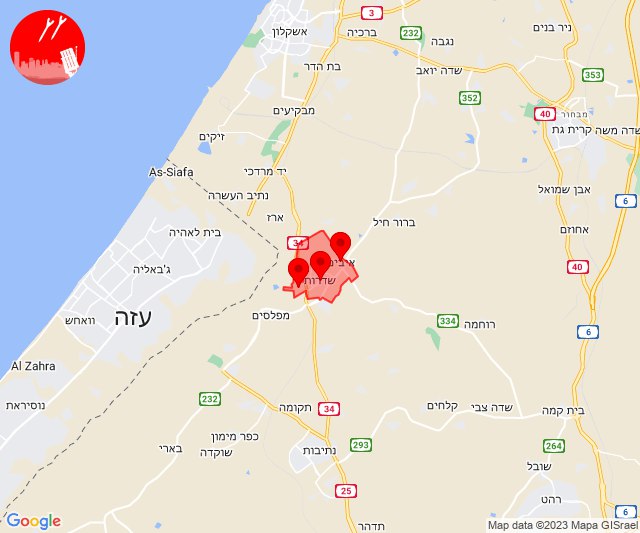 3
אשקלון
ברכיה
232
נגבה
ניר בנים
בת הדר
שדה יואב
353
352
מבקיעים
40
מבחור
קרית גת
שדה משה
זיקים
As-Siafa
יד מרדכי
נתיב העשרה
אבן שמואל
6
ארז
ברור חיל
אחוזם
בית לאהיה
34
איבים
ג'באליה
40
שדרות
עזה
וואחש
מפלסים
334
רוחמה
6
Al Zahra
נוסיראת
232
תקומה
34
קלחים
שדה צבי
בית קמה
כפר מימון
שוקדה
בארי
293
נתיבות
264
שובל
25
רהט
תדהר
Google
Map data ©2023 Mapa GISrael